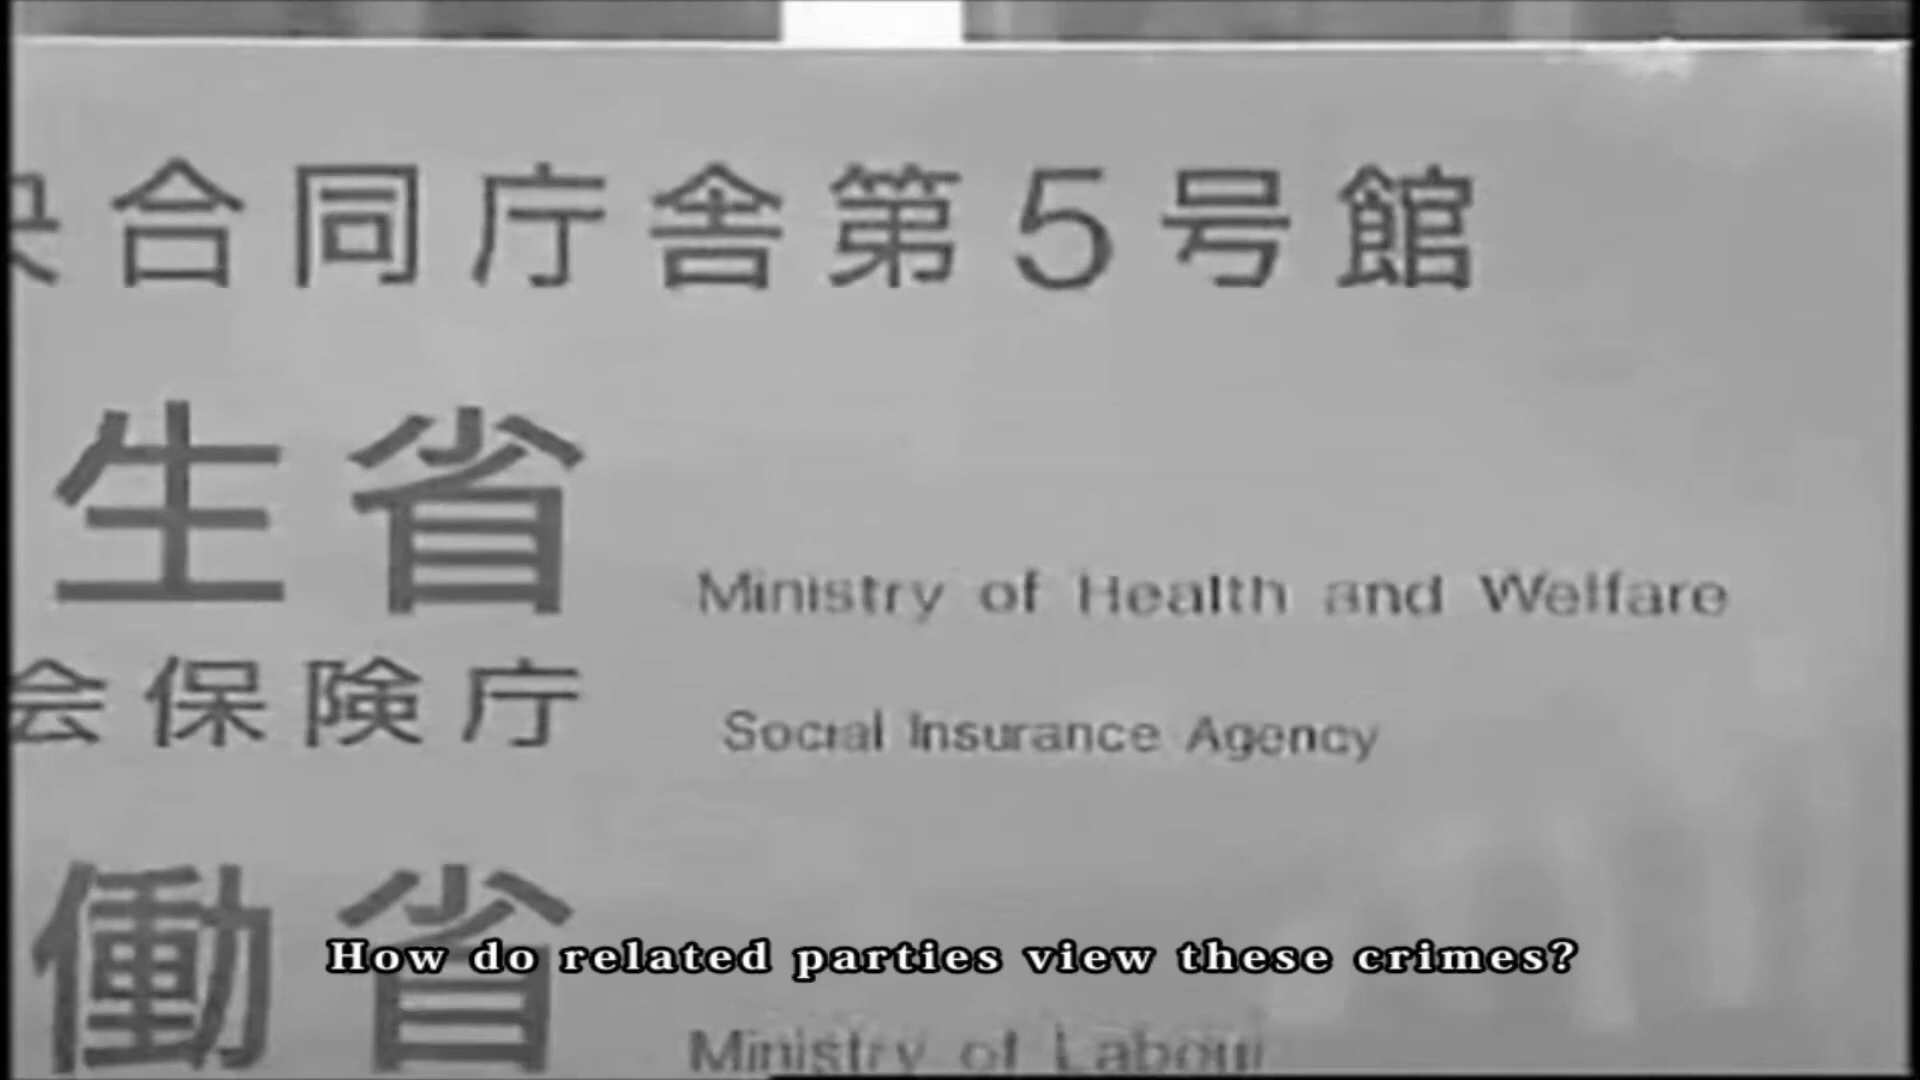 央合同庁舎第5号館
生省
Ministry of Health and Welfare
会保険庁
Social Insurance Agency
働省
How do related parties view these crimes?
Ministry of Labour